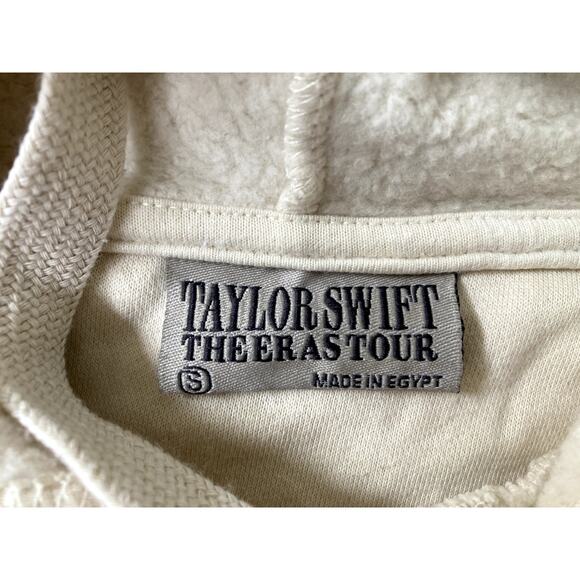 TAYLOR SWIFT
THE ERAS TOUR
S MADE IN EGYPT